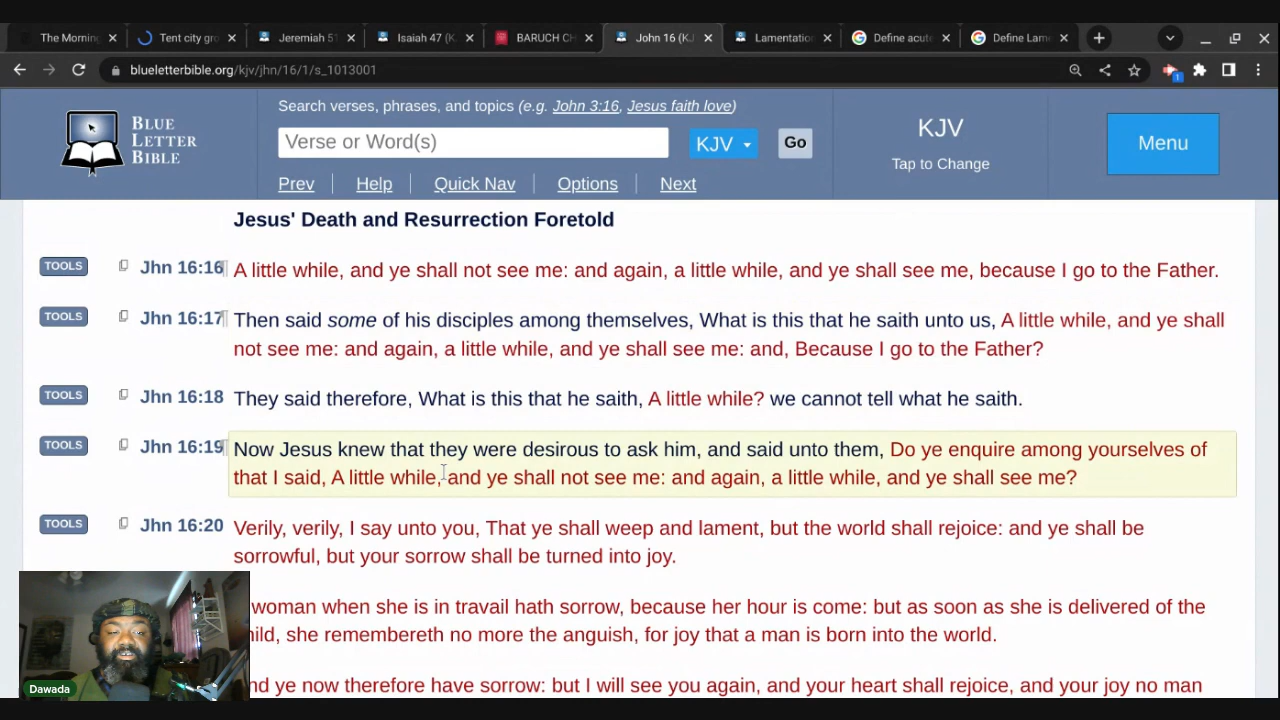 The Morning
Tent city gro
Jeremiah 51
Isaiah 47 (K
BARUCH CH
John 16 (KJ
Lamentation
Define acute
Define Lam
blueletterbible.org/kjv/jhn/16/1/s_1013001
1
BLUE
LETTER
BIBLE
Search verses, phrases, and topics (e.g. John 3:16, Jesus faith love)
Verse or Word(s)
KJV
Go
Prev
Help
Quick Nav
Options
Next
KJV
Tap to Change
Menu
Jesus' Death and Resurrection Foretold
TOOLS Jhn 16:16 ¶ A little while, and ye shall not see me: and again, a little while, and ye shall see me, because I go to the Father.
TOOLS Jhn 16:17 ¶ Then said some of his disciples among themselves, What is this that he saith unto us, A little while, and ye shall
not see me: and again, a little while, and ye shall see me: and, Because I go to the Father?
TOOLS Jhn 16:18 They said therefore, What is this that he saith, A little while? we cannot tell what he saith.
TOOLS Jhn 16:19 ¶ Now Jesus knew that they were desirous to ask him, and said unto them, Do ye enquire among yourselves of
that I said, A little while, and ye shall not see me: and again, a little while, and ye shall see me?
TOOLS Jhn 16:20 Verily, verily, I say unto you, That ye shall weep and lament, but the world shall rejoice: and ye shall be
sorrowful, but your sorrow shall be turned into joy.
woman when she is in travail hath sorrow, because her hour is come: but as soon as she is delivered of the
hild, she remembereth no more the anguish, for joy that a man is born into the world.
nd ye now therefore have sorrow: but I will see you again, and your heart shall rejoice, and your joy no man
Dawada